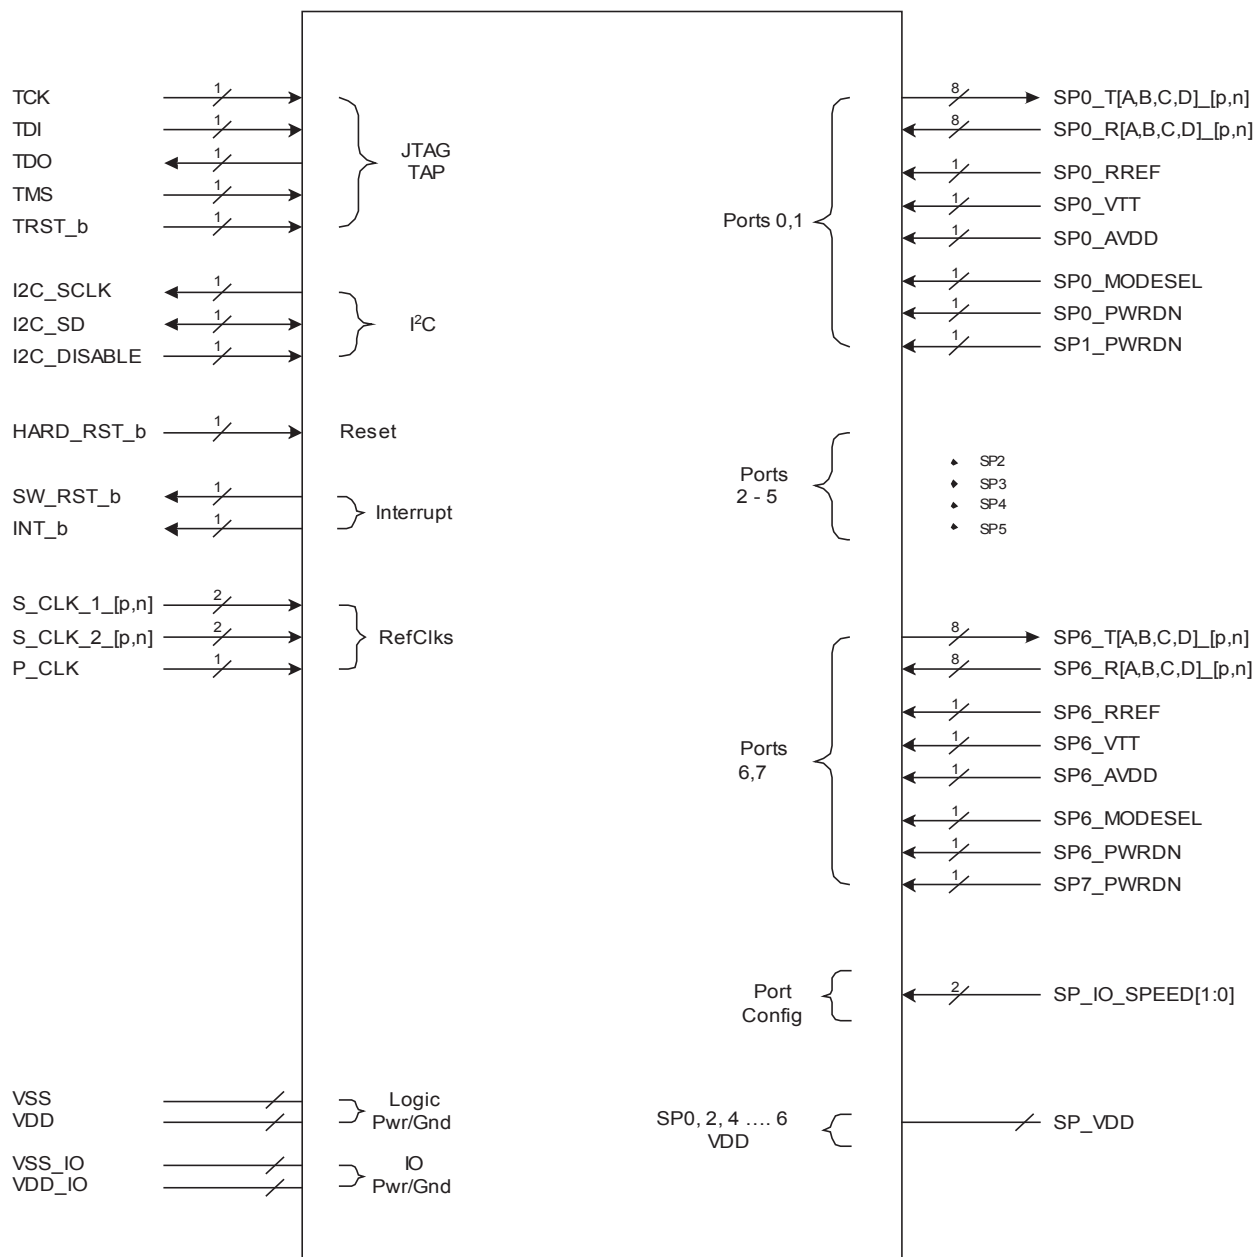 TCK 1
TDI 1
TDO 1
TMS 1
TRST_b 1
JTAG
TAP
I2C_SCLK 1
I2C_SD 1
I2C_DISABLE 1
I²C
HARD_RST_b 1 Reset
SW_RST_b 1
INT_b 1
Interrupt
S_CLK_1_[p,n] 2
S_CLK_2_[p,n] 2
P_CLK 1
RefClks
VSS
VDD
Logic
Pwr/Gnd
VSS_IO
VDD_IO
IO
Pwr/Gnd
Ports 0,1
8 SP0_T[A,B,C,D]_[p,n]
8 SP0_R[A,B,C,D]_[p,n]
1 SP0_RREF
1 SP0_VTT
1 SP0_AVDD
1 SP0_MODESEL
1 SP0_PWRDN
1 SP1_PWRDN
Ports
2 - 5
SP2
SP3
SP4
SP5
Ports
6,7
8 SP6_T[A,B,C,D]_[p,n]
8 SP6_R[A,B,C,D]_[p,n]
1 SP6_RREF
1 SP6_VTT
1 SP6_AVDD
1 SP6_MODESEL
1 SP6_PWRDN
1 SP7_PWRDN
Port
Config
2 SP_IO_SPEED[1:0]
SP0, 2, 4 .... 6
VDD
SP_VDD